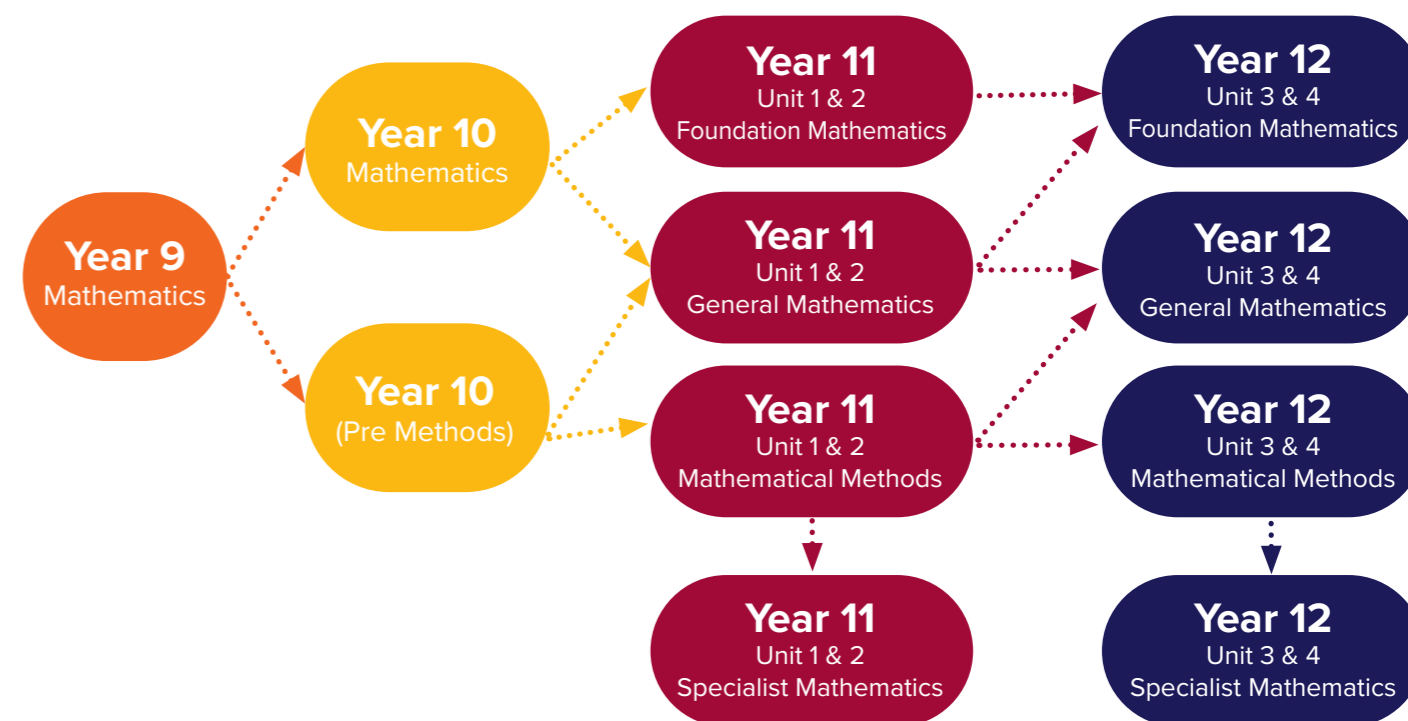 Year 9
Mathematics
Year 10
Mathematics
Year 10
(Pre Methods)
Year 11
Unit 1 & 2
Foundation Mathematics
Year 11
Unit 1 & 2
General Mathematics
Year 11
Unit 1 & 2
Mathematical Methods
Year 11
Unit 1 & 2
Specialist Mathematics
Year 12
Unit 3 & 4
Foundation Mathematics
Year 12
Unit 3 & 4
General Mathematics
Year 12
Unit 3 & 4
Mathematical Methods
Year 12
Unit 3 & 4
Specialist Mathematics